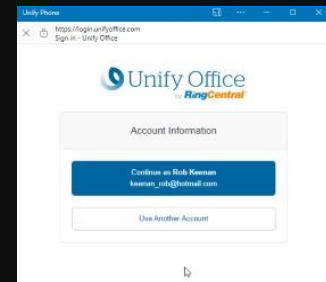 Unify Phone
https://login.unifyoffice.com
Sign in - Unify Office
Unify Office
by RingCentral
Account Information
Continue as Rob Keenan
keenan_rob@hotmail.com
Use Another Account